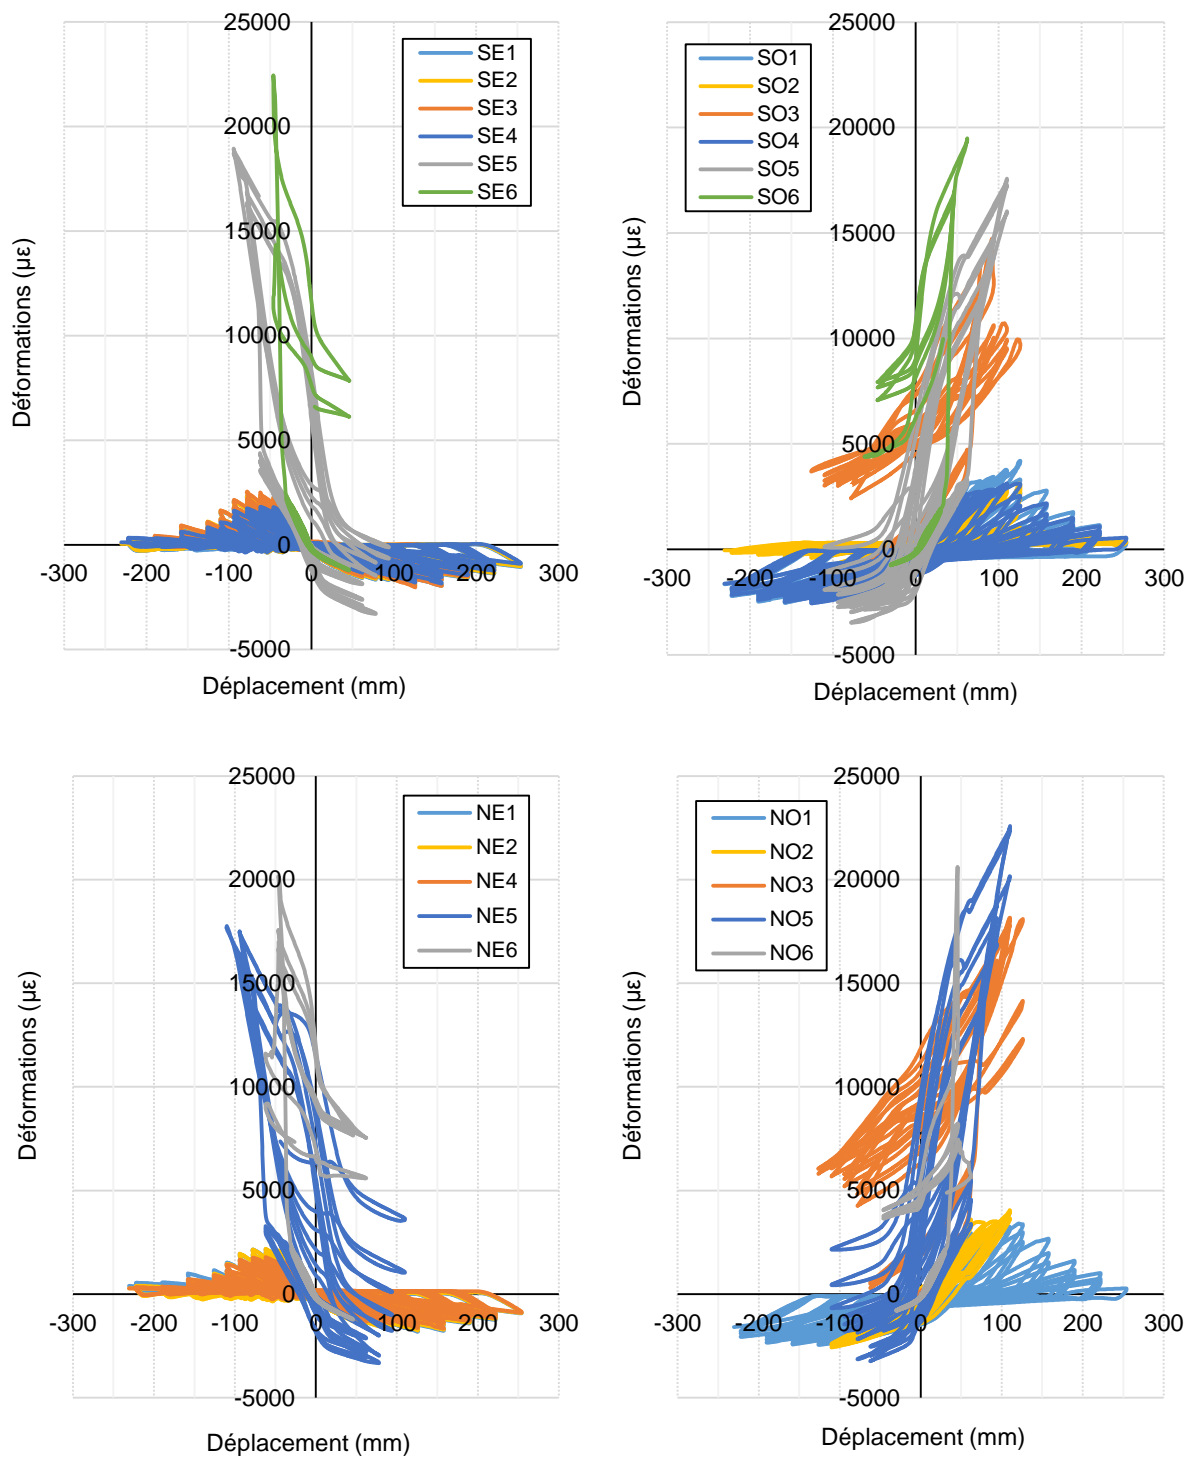 25000
20000
15000
10000
5000
0
-5000
-300
-200
-100
0
100
200
300
Déformations (με)
Déplacement (mm)
SE1
SE2
SE3
SE4
SE5
SE6
25000
20000
15000
10000
5000
0
-5000
-300
-200
-100
0
100
200
300
Déformations (με)
Déplacement (mm)
SO1
SO2
SO3
SO4
SO5
SO6
25000
20000
15000
10000
5000
0
-5000
-300
-200
-100
0
100
200
300
Déformations (με)
Déplacement (mm)
NE1
NE2
NE4
NE5
NE6
25000
20000
15000
10000
5000
0
-5000
-300
-200
-100
0
100
200
300
Déformations (με)
Déplacement (mm)
NO1
NO2
NO3
NO5
NO6